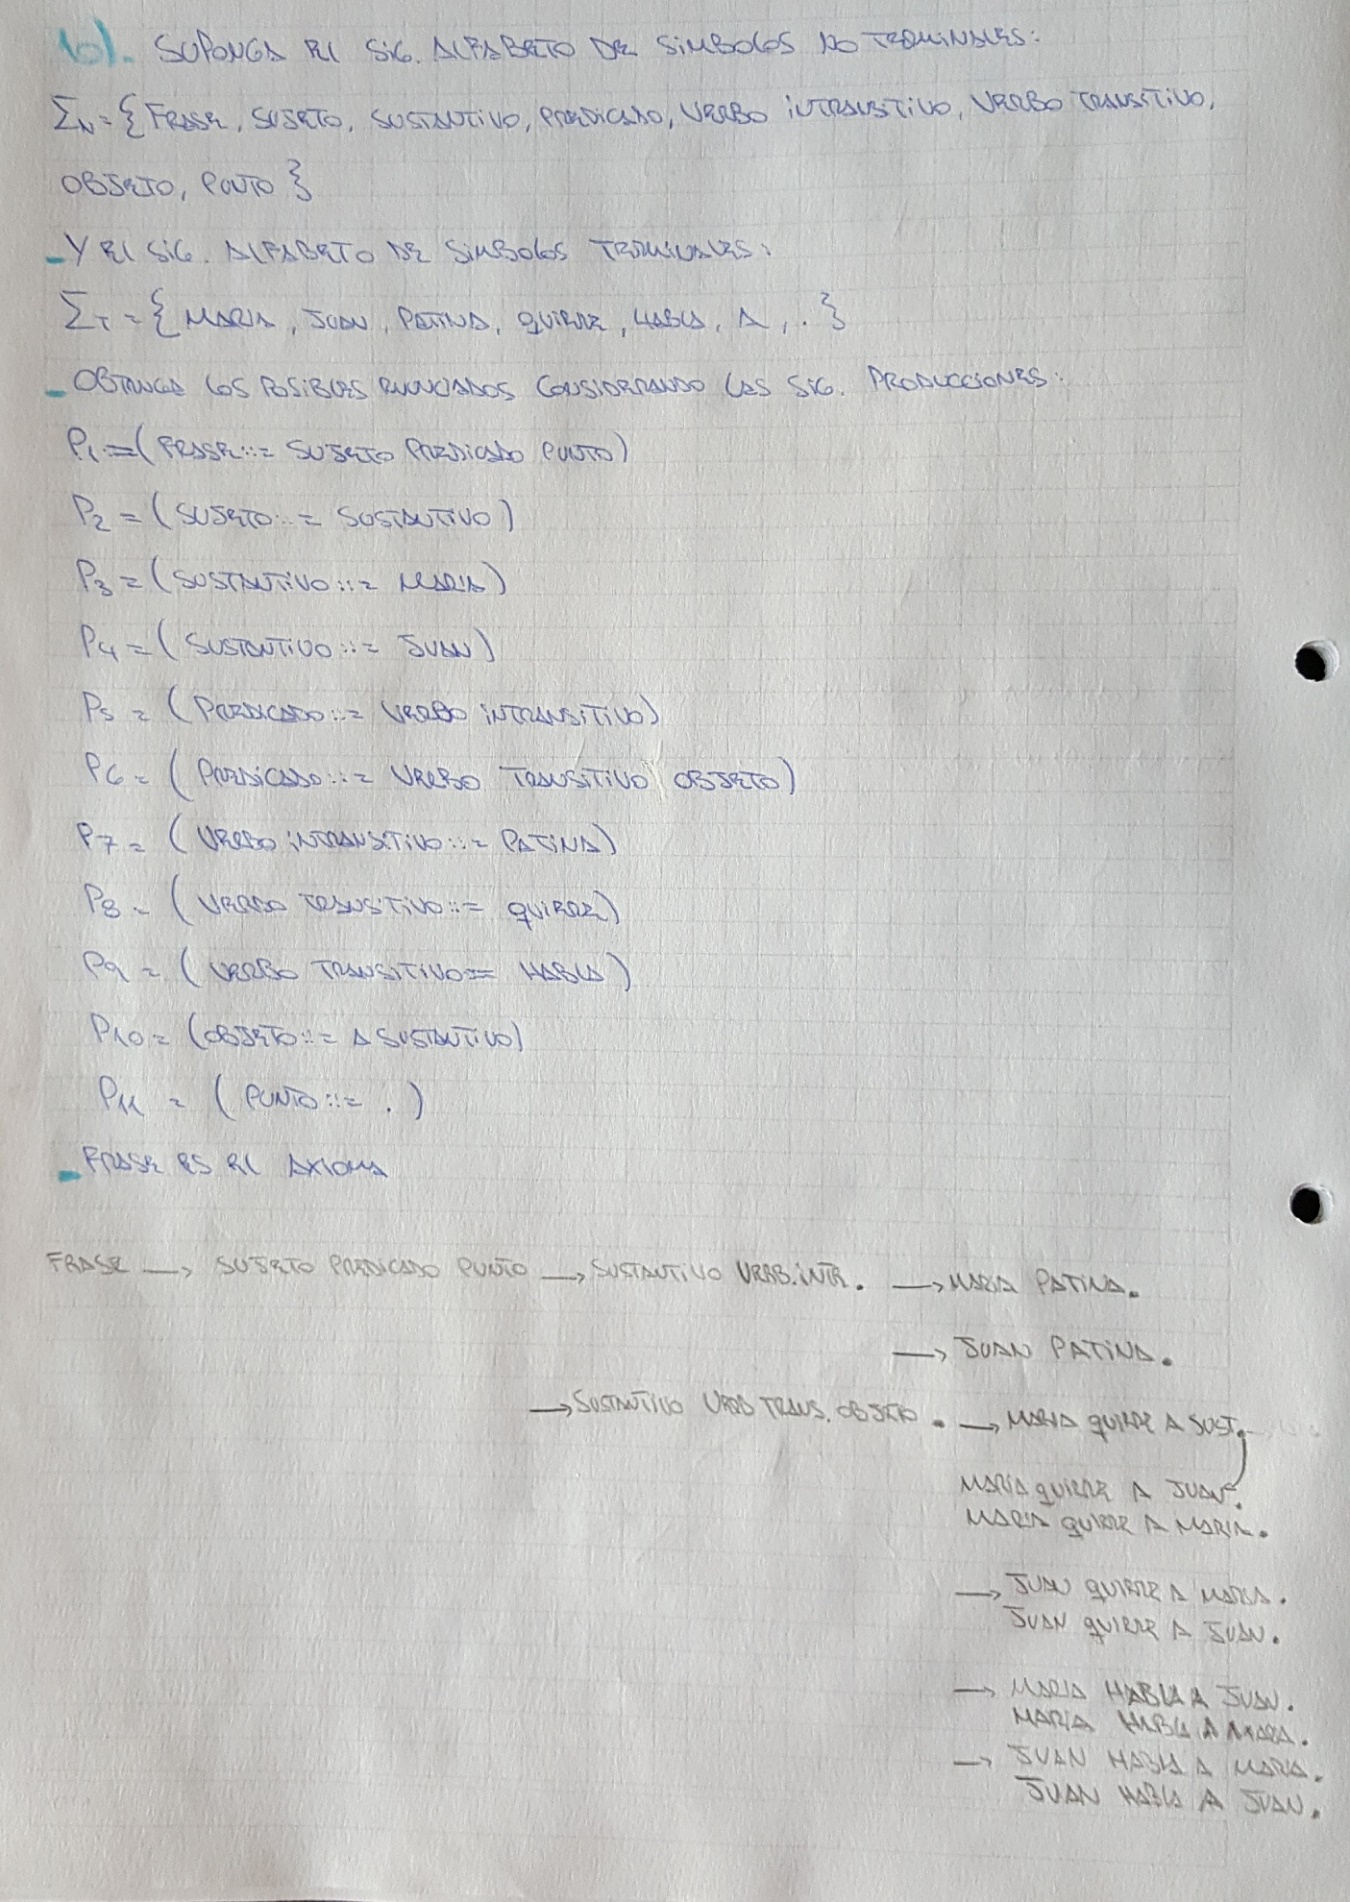 10). SUPONGA EL SIG. ALFABETO DE SIMBOLOS NO TERMINALES:
ΣN = { FRASE, SUJETO, SUSTANTIVO, PREDICADO, VERBO INTRANSITIVO, VERBO TRANSITIVO,
OBJETO, PUNTO }
- Y EL SIG. ALFABETO DE SIMBOLOS TERMINALES:
ΣT = { MARIA, JUAN, PATINA, QUIERE, HABLA, A, . }
- OBTENGA LOS POSIBLES ENUNCIADOS CONSIDERANDO LAS SIG. PRODUCCIONES:
P1 = ( FRASE ::= SUJETO PREDICADO PUNTO )
P2 = ( SUJETO ::= SUSTANTIVO )
P3 = ( SUSTANTIVO ::= MARIA )
P4 = ( SUSTANTIVO ::= JUAN )
P5 = ( PREDICADO ::= VERBO INTRANSITIVO )
P6 = ( PREDICADO ::= VERBO TRANSITIVO OBJETO )
P7 = ( VERBO INTRANSITIVO ::= PATINA )
P8 = ( VERBO TRANSITIVO ::= QUIERE )
P9 = ( VERBO TRANSITIVO == HABLA )
P10 = ( OBJETO ::= A SUSTANTIVO )
P11 = ( PUNTO ::= . )
- FRASE ES EL AXIOMA
FRASE → SUJETO PREDICADO PUNTO → SUSTANTIVO VERB.INTR. → MARIA PATINA.
→ JUAN PATINA.
→ SUSTANTIVO VERB TRANS. OBJETO . → MARIA QUIERE A SUST.
MARIA QUIERE A JUAN.
MARIA QUIERE A MARIA.
→ JUAN QUIERE A MARIA.
JUAN QUIERE A JUAN.
→ MARIA HABLA A JUAN.
MARIA HABLA A MARIA.
→ JUAN HABLA A MARIA.
JUAN HABLA A JUAN.